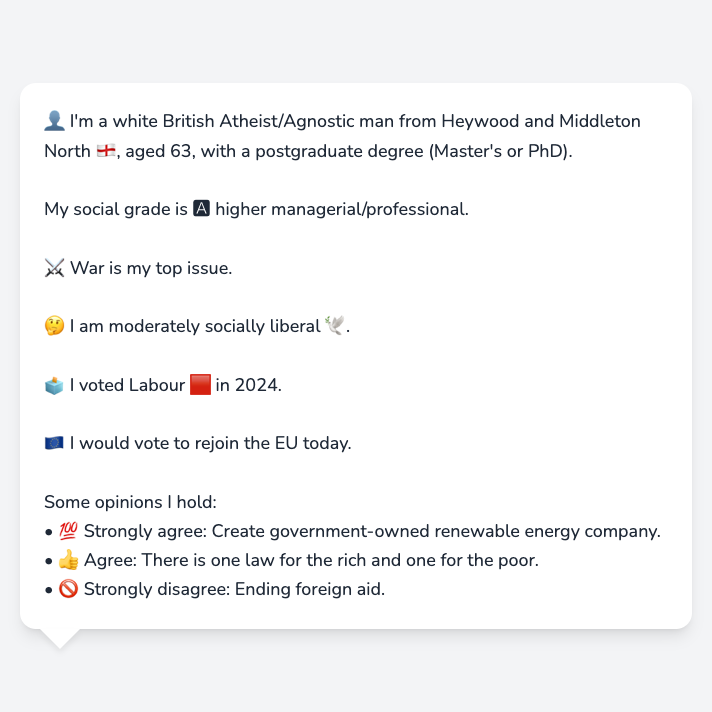 👤 I'm a white British Atheist/Agnostic man from Heywood and Middleton
North 🏴󠁧󠁢󠁥󠁮󠁧󠁿, aged 63, with a postgraduate degree (Master's or PhD).
My social grade is 🅰 higher managerial/professional.
⚔️ War is my top issue.
🤔 I am moderately socially liberal 🕊️.
🗳️ I voted Labour 🟥 in 2024.
🇪🇺 I would vote to rejoin the EU today.
Some opinions I hold:
• 💯 Strongly agree: Create government-owned renewable energy company.
• 👍 Agree: There is one law for the rich and one for the poor.
• 🚫 Strongly disagree: Ending foreign aid.